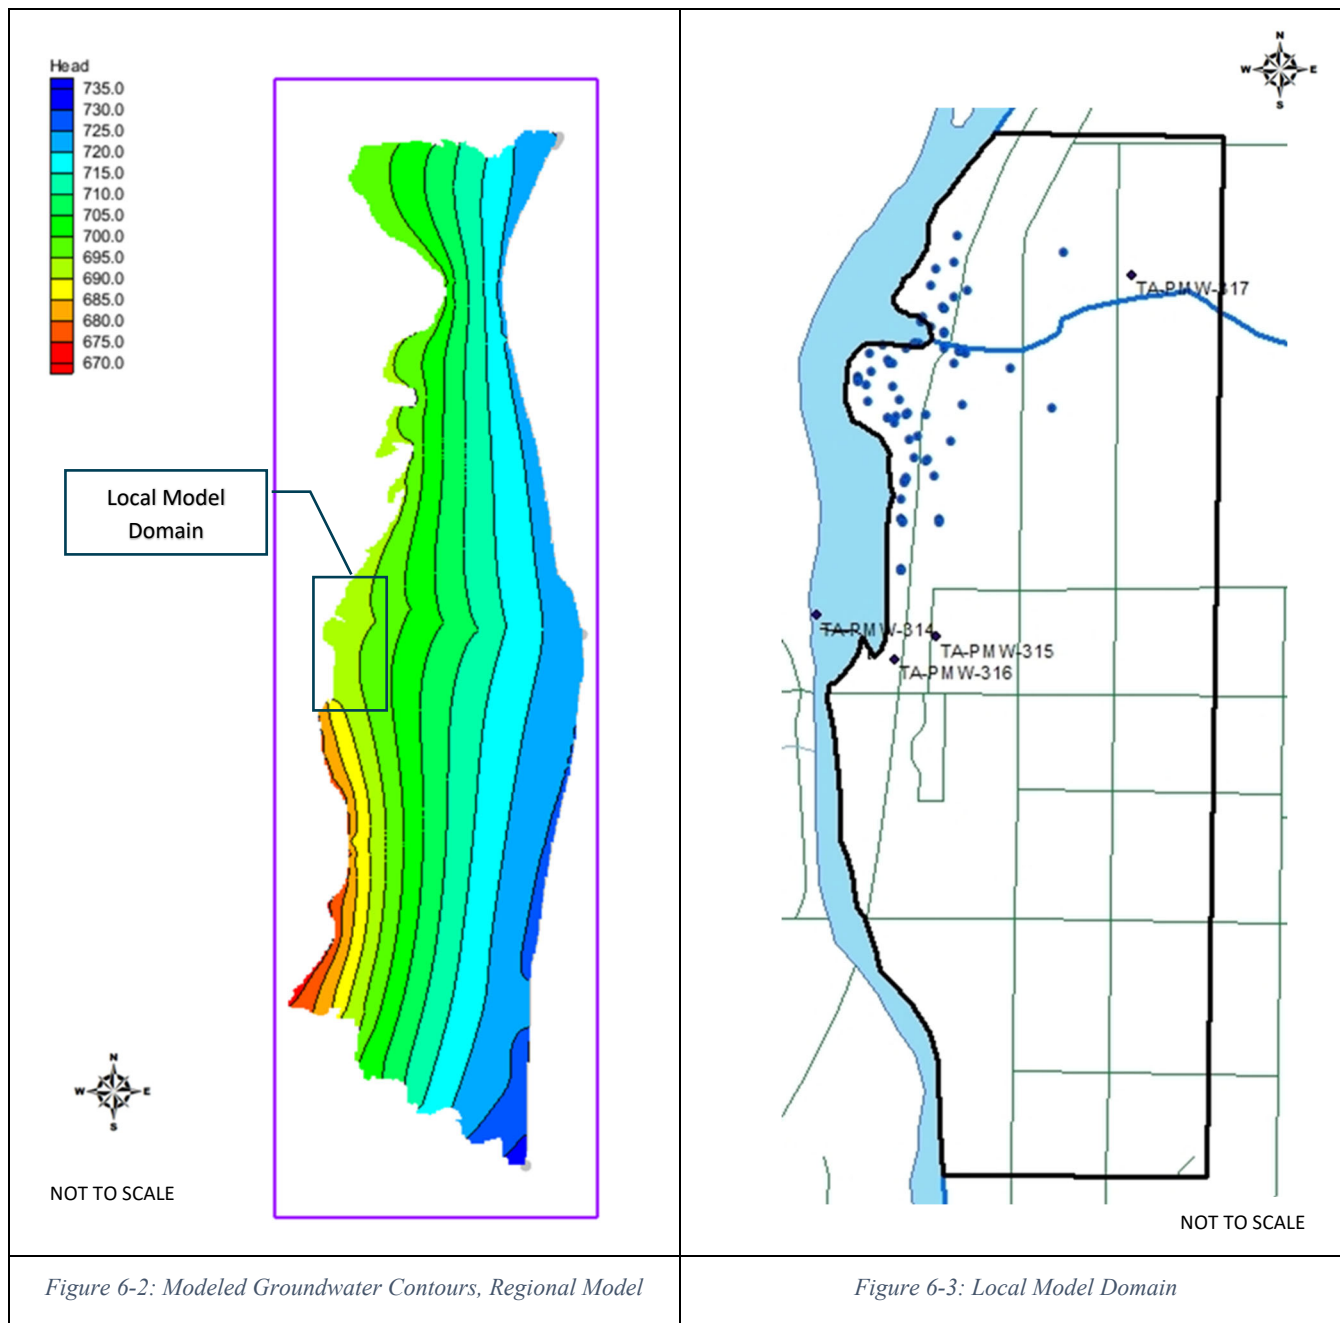 Head
735.0
730.0
725.0
720.0
715.0
710.0
705.0
700.0
695.0
690.0
685.0
680.0
675.0
670.0
Local Model
Domain
N
W
E
S
NOT TO SCALE
Figure 6-2: Modeled Groundwater Contours, Regional Model
N
W
E
S
TA-PMW-317
TA-PMW-314
TA-PMW-315
TA-PMW-316
NOT TO SCALE
Figure 6-3: Local Model Domain